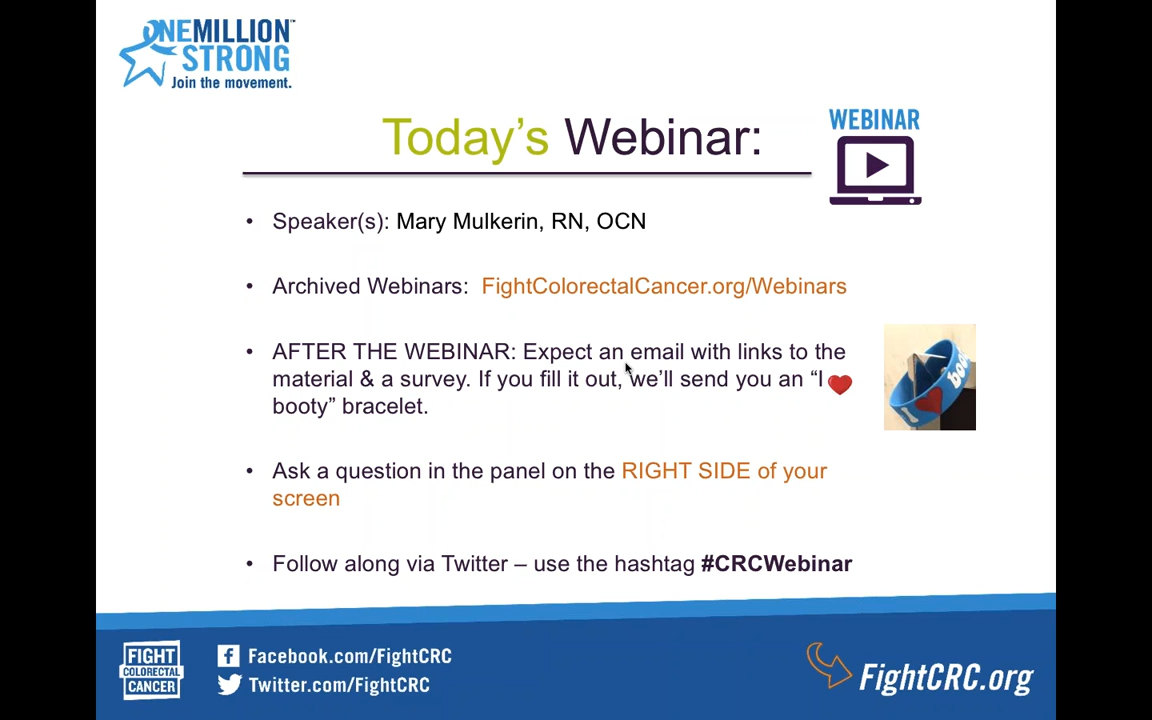 ONEMILLION
STRONG™
Join the movement.
WEBINAR
Today's Webinar:
• Speaker(s): Mary Mulkerin, RN, OCN
• Archived Webinars: FightColorectalCancer.org/Webinars
• AFTER THE WEBINAR: Expect an email with links to the
material & a survey. If you fill it out, we'll send you an “I ❤
booty” bracelet.
I ❤ boo
• Ask a question in the panel on the RIGHT SIDE of your
screen
• Follow along via Twitter – use the hashtag #CRCWebinar
FIGHT
COLORECTAL
CANCER
Facebook.com/FightCRC
Twitter.com/FightCRC
FightCRC.org